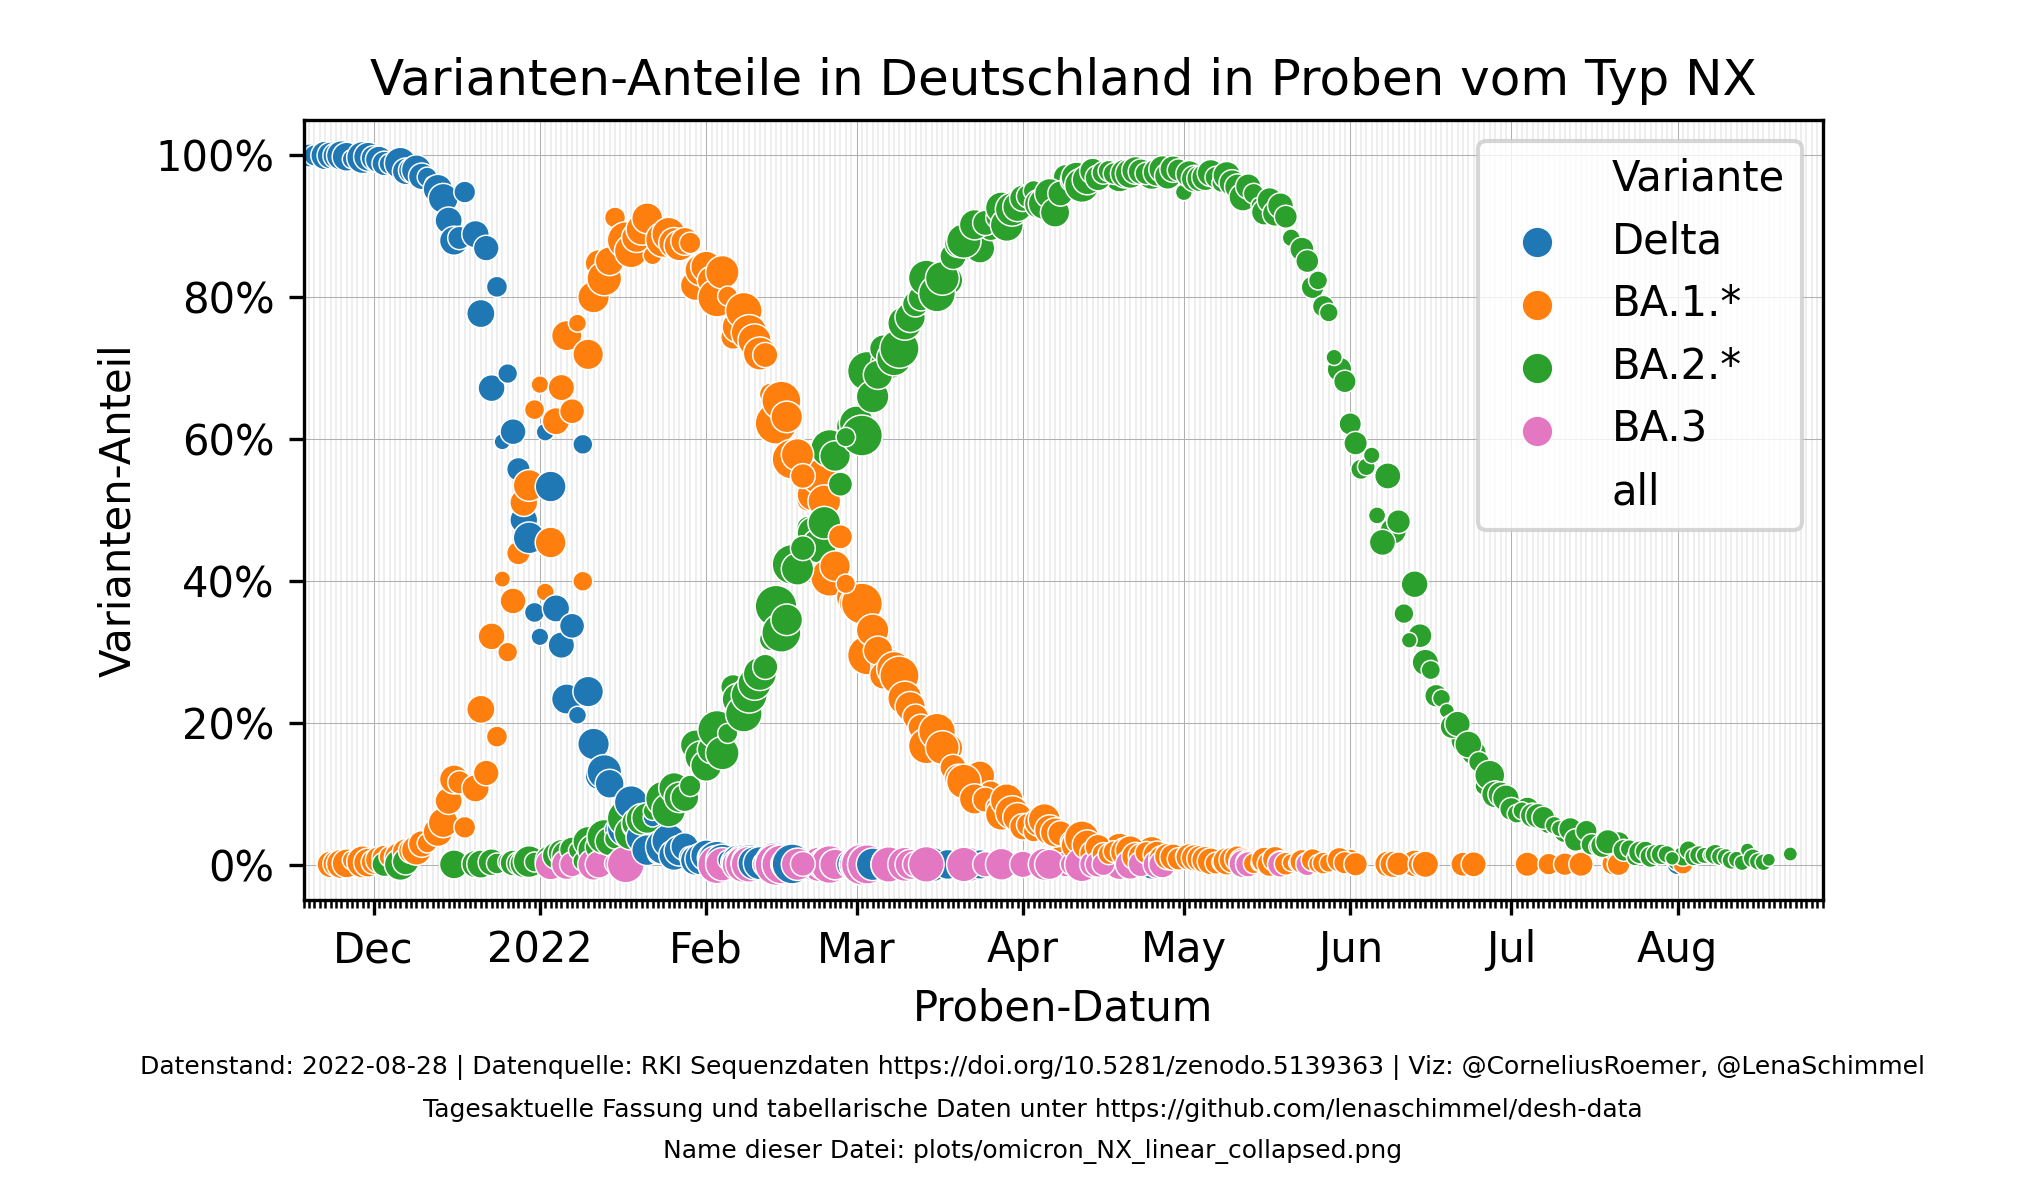 Varianten-Anteile in Deutschland in Proben vom Typ NX
Varianten-Anteil
100%
80%
60%
40%
20%
0%
Variante
Delta
BA.1.*
BA.2.*
BA.3
all
Dec 2022 Feb Mar Apr May Jun Jul Aug
Proben-Datum
Datenstand: 2022-08-28 | Datenquelle: RKI Sequenzdaten https://doi.org/10.5281/zenodo.5139363 | Viz: @CorneliusRoemer, @LenaSchimmel
Tagesaktuelle Fassung und tabellarische Daten unter https://github.com/lenaschimmel/desh-data
Name dieser Datei: plots/omicron_NX_linear_collapsed.png